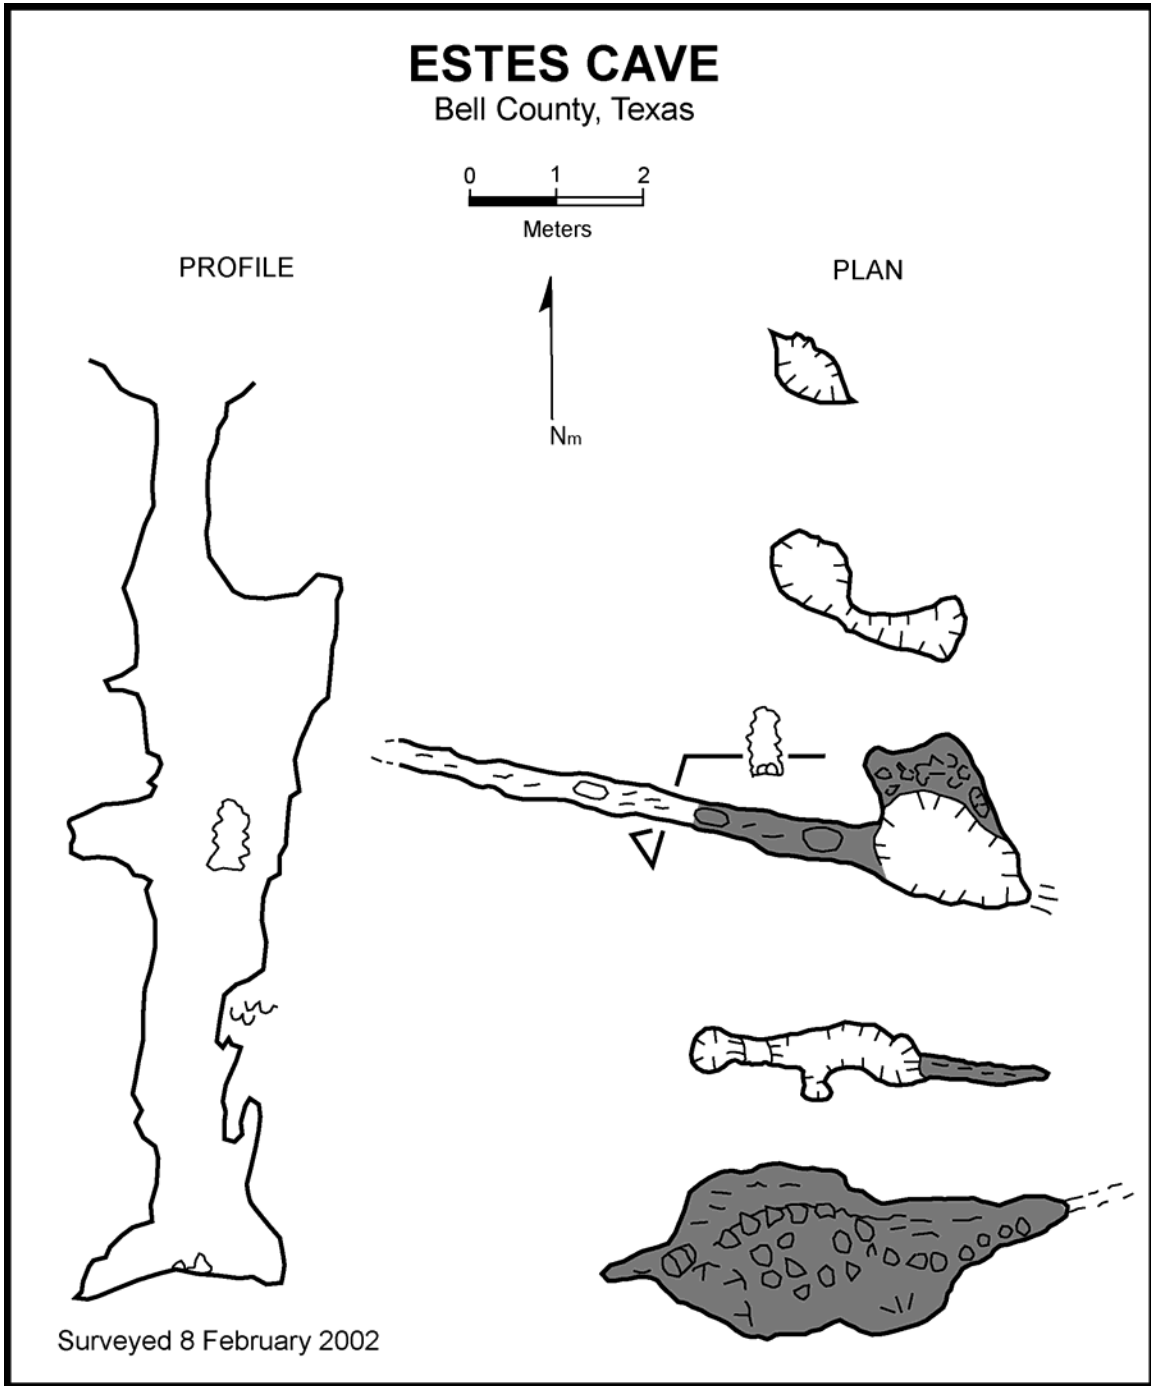 ESTES CAVE
Bell County, Texas
0 1 2
Meters
PROFILE
PLAN
Nm
Surveyed 8 February 2002